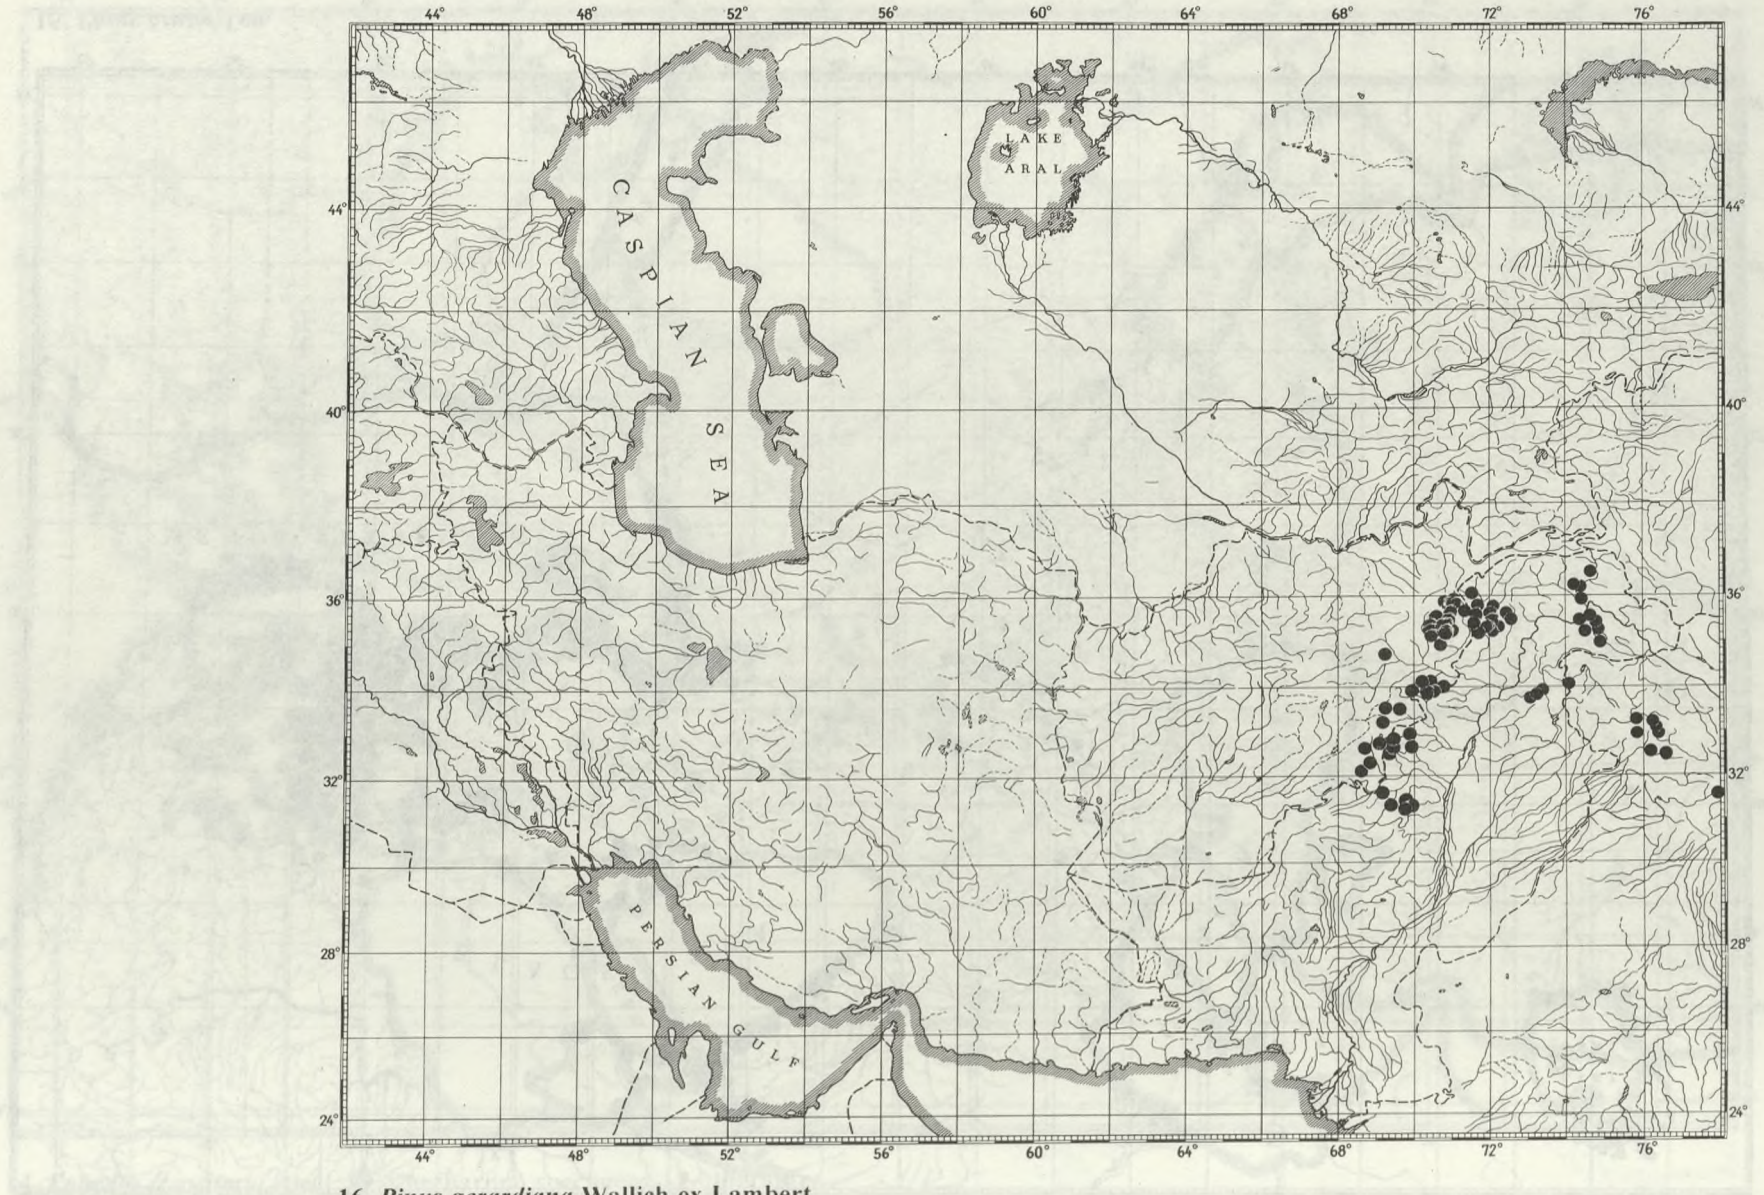 44° 48° 52° 56° 60° 64° 68° 72° 76°
LAKE
ARAL
CASPIAN SEA
44° 44°
40° 40°
36° 36°
32° 32°
PERSIAN GULF
28° 28°
24° 24°
44° 48° 52° 56° 60° 64° 68° 72° 76°
16. Pinus gerardiana Wallich ex Lambert